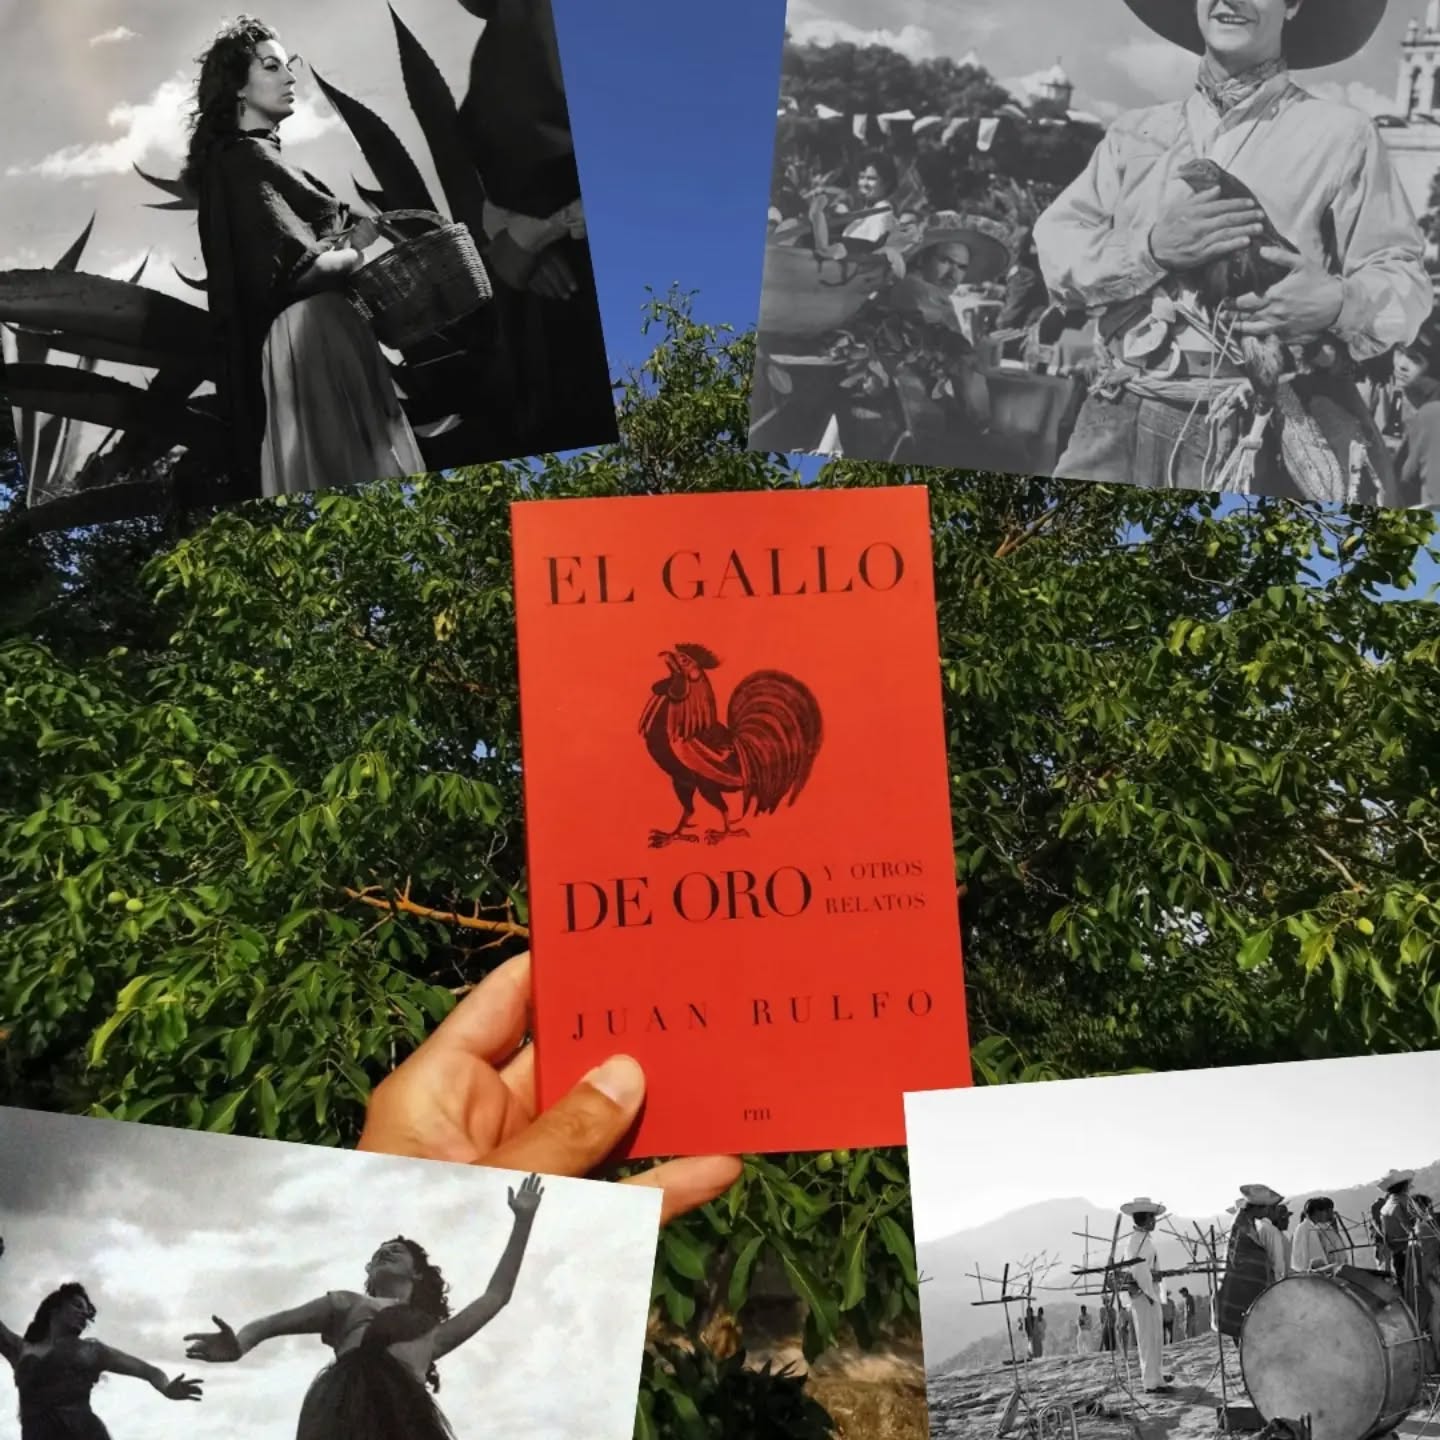 EL GALLO
DE ORO Y OTROS
RELATOS
JUAN RULFO
rm